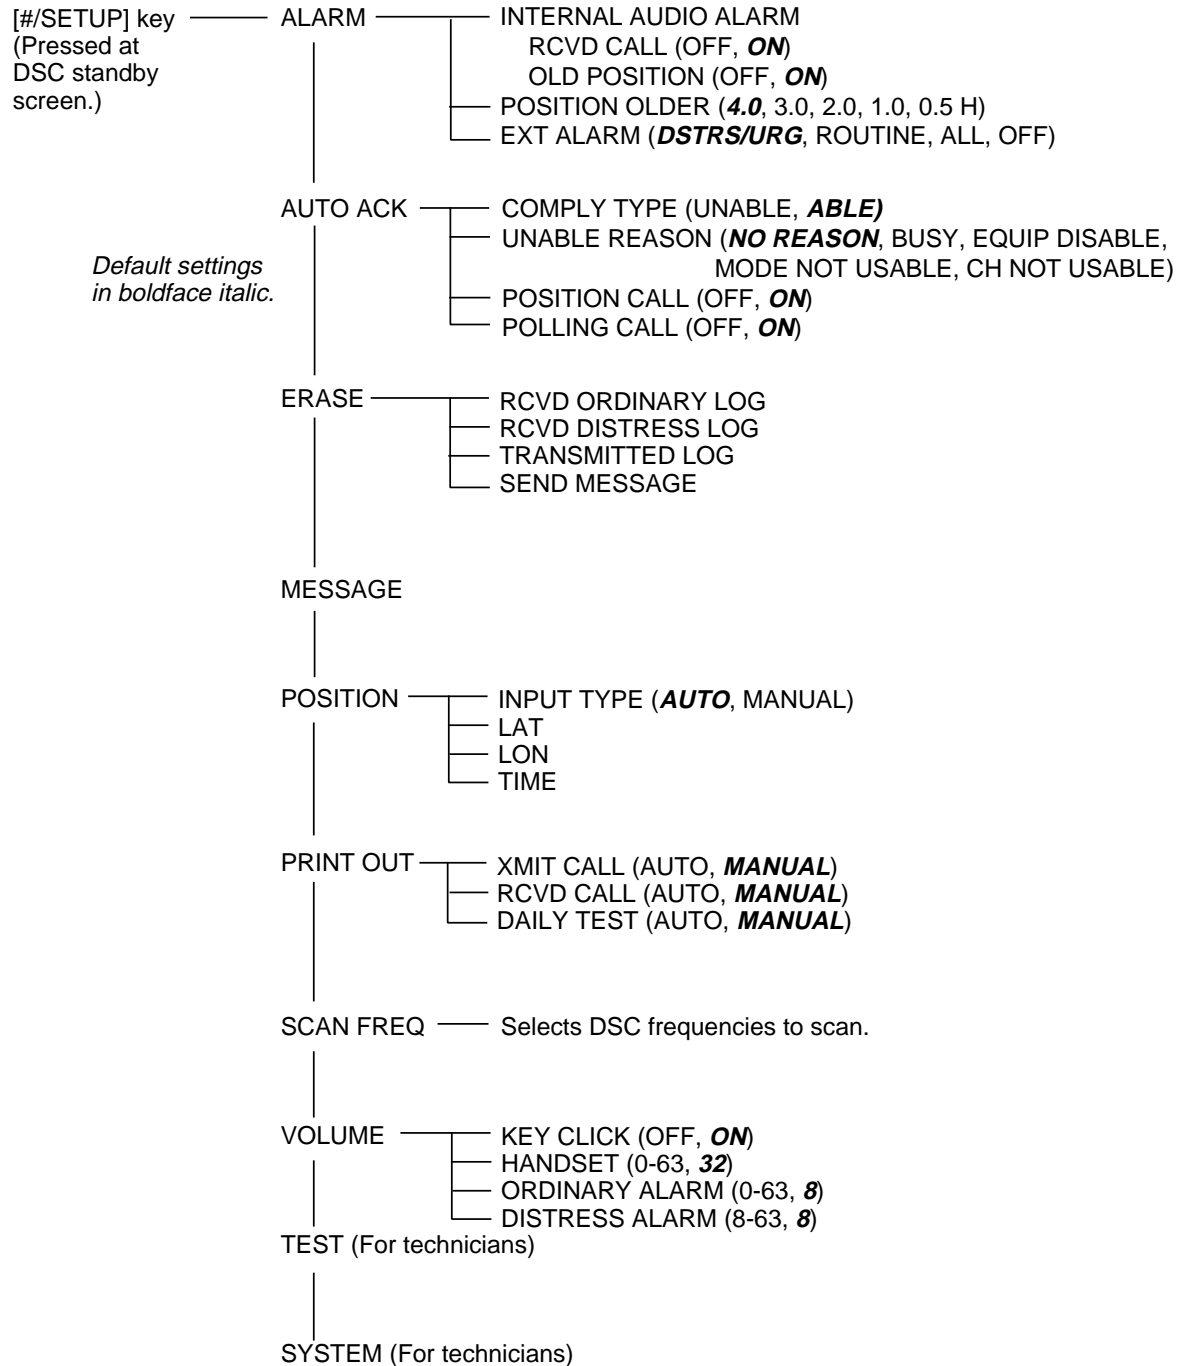 [#/SETUP] key
(Pressed at
DSC standby
screen.)
ALARM
INTERNAL AUDIO ALARM
RCVD CALL (OFF, ON)
OLD POSITION (OFF, ON)
POSITION OLDER (4.0, 3.0, 2.0, 1.0, 0.5 H)
EXT ALARM (DSTRS/URG, ROUTINE, ALL, OFF)
AUTO ACK
COMPLY TYPE (UNABLE, ABLE)
UNABLE REASON (NO REASON, BUSY, EQUIP DISABLE,
MODE NOT USABLE, CH NOT USABLE)
POSITION CALL (OFF, ON)
POLLING CALL (OFF, ON)
Default settings
in boldface italic.
ERASE
RCVD ORDINARY LOG
RCVD DISTRESS LOG
TRANSMITTED LOG
SEND MESSAGE
MESSAGE
POSITION
INPUT TYPE (AUTO, MANUAL)
LAT
LON
TIME
PRINT OUT
XMIT CALL (AUTO, MANUAL)
RCVD CALL (AUTO, MANUAL)
DAILY TEST (AUTO, MANUAL)
SCAN FREQ
Selects DSC frequencies to scan.
VOLUME
KEY CLICK (OFF, ON)
HANDSET (0-63, 32)
ORDINARY ALARM (0-63, 8)
DISTRESS ALARM (8-63, 8)
TEST (For technicians)
SYSTEM (For technicians)